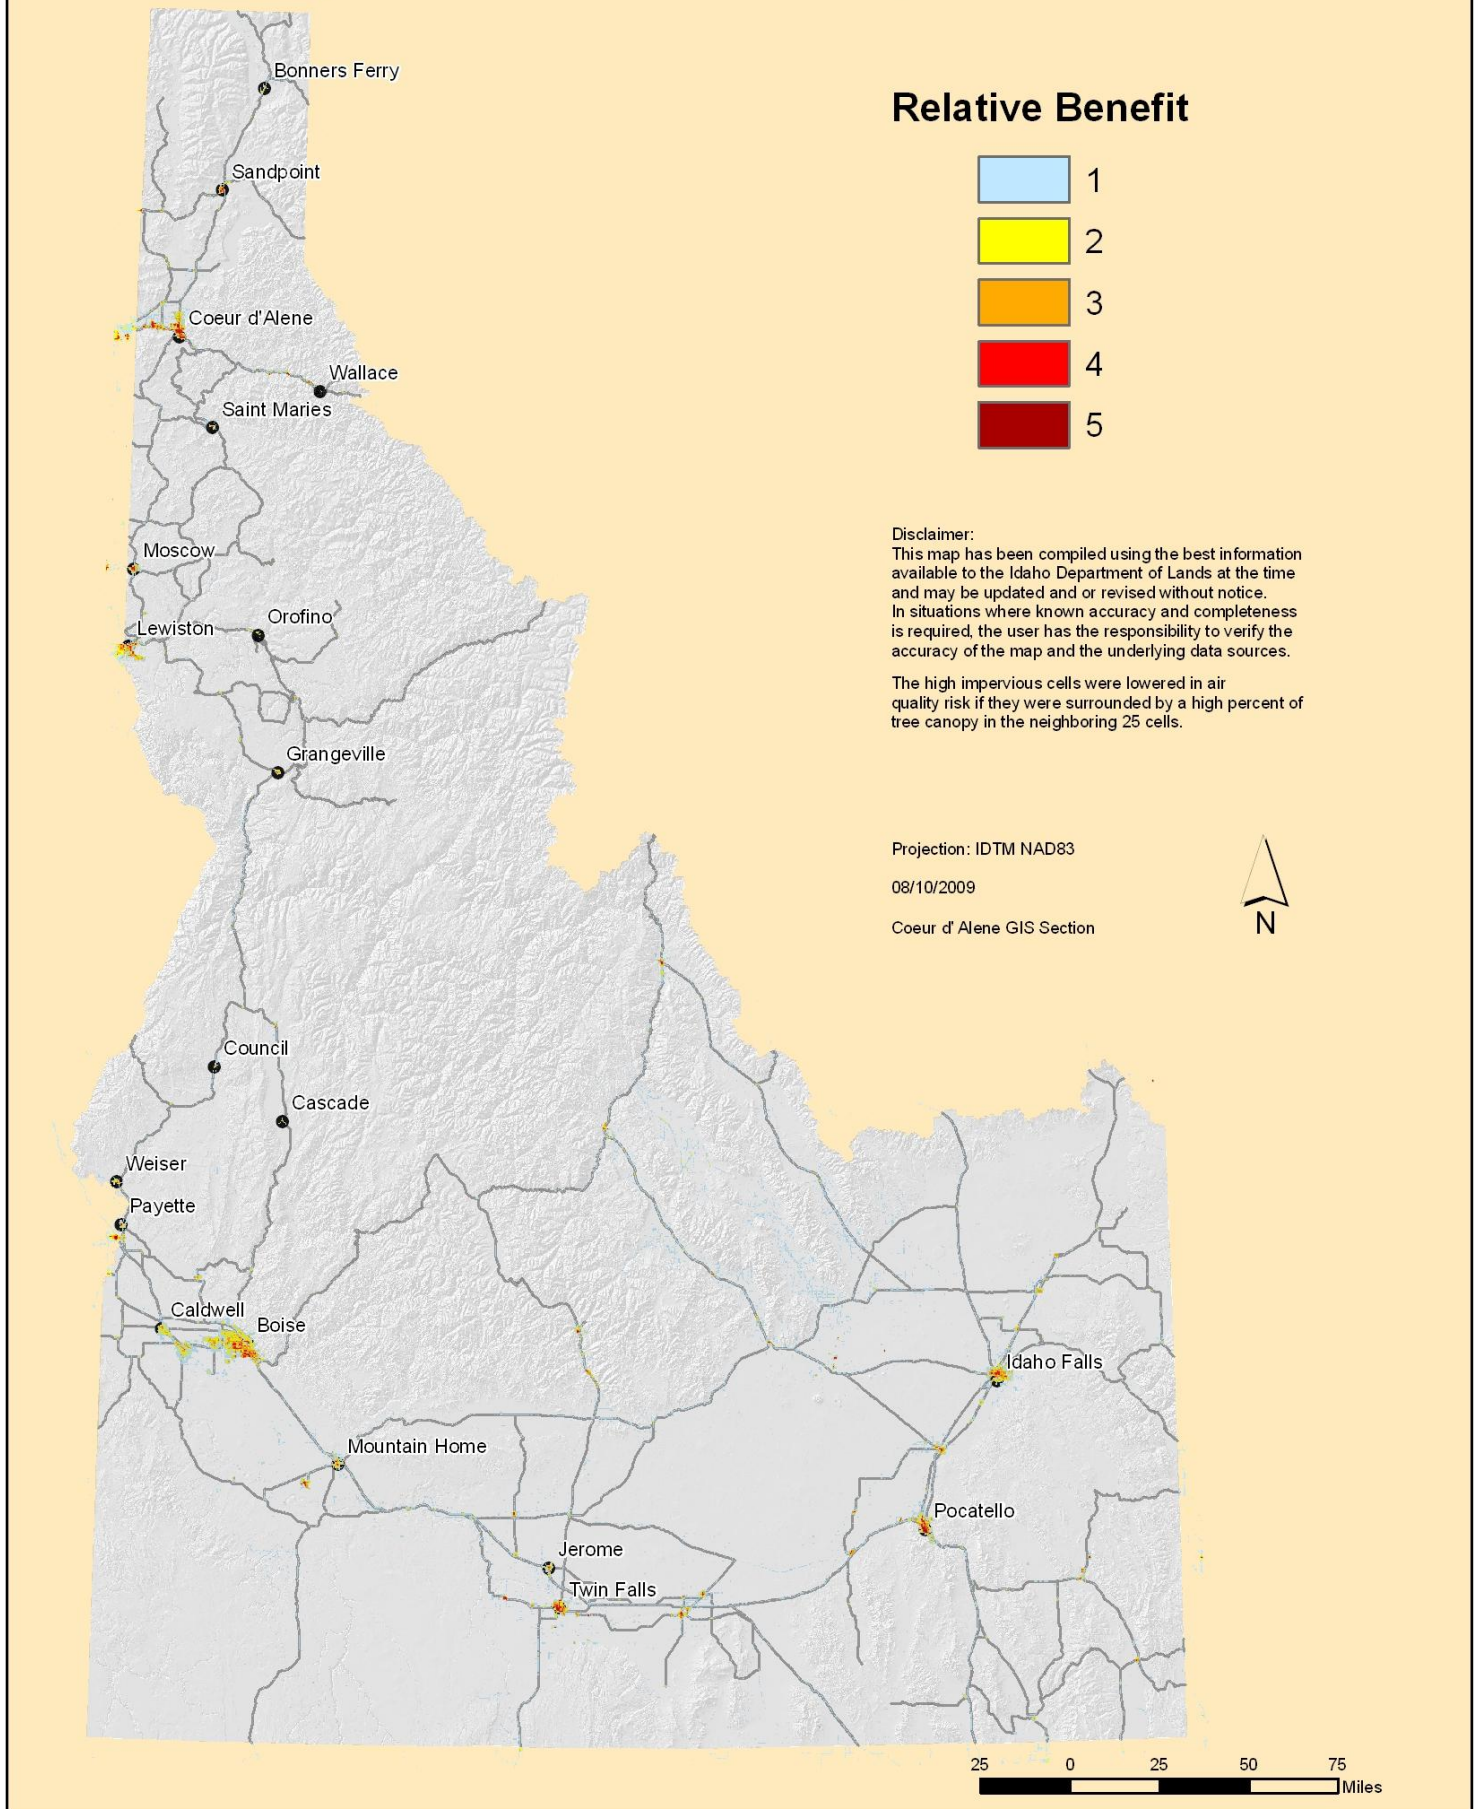 Bonners Ferry
Relative Benefit
1
Sandpoint
2
3
Coeur d'Alene
4
Wallace
Saint Maries
5
Disclaimer:
This map has been compiled using the best information
available to the Idaho Department of Lands at the time
and may be updated and or revised without notice.
In situations where known accuracy and completeness
is required, the user has the responsibility to verify the
accuracy of the map and the underlying data sources.
Moscow
Orofino
Lewiston
The high impervious cells were lowered in air
quality risk if they were surrounded by a high percent of
tree canopy in the neighboring 25 cells.
Grangeville
Projection: IDTM NAD83
08/10/2009
Coeur d' Alene GIS Section
N
Council
Cascade
Weiser
Payette
Caldwell
Boise
Idaho Falls
Mountain Home
Pocatello
Jerome
Twin Falls
25 0 25 50 75
Miles